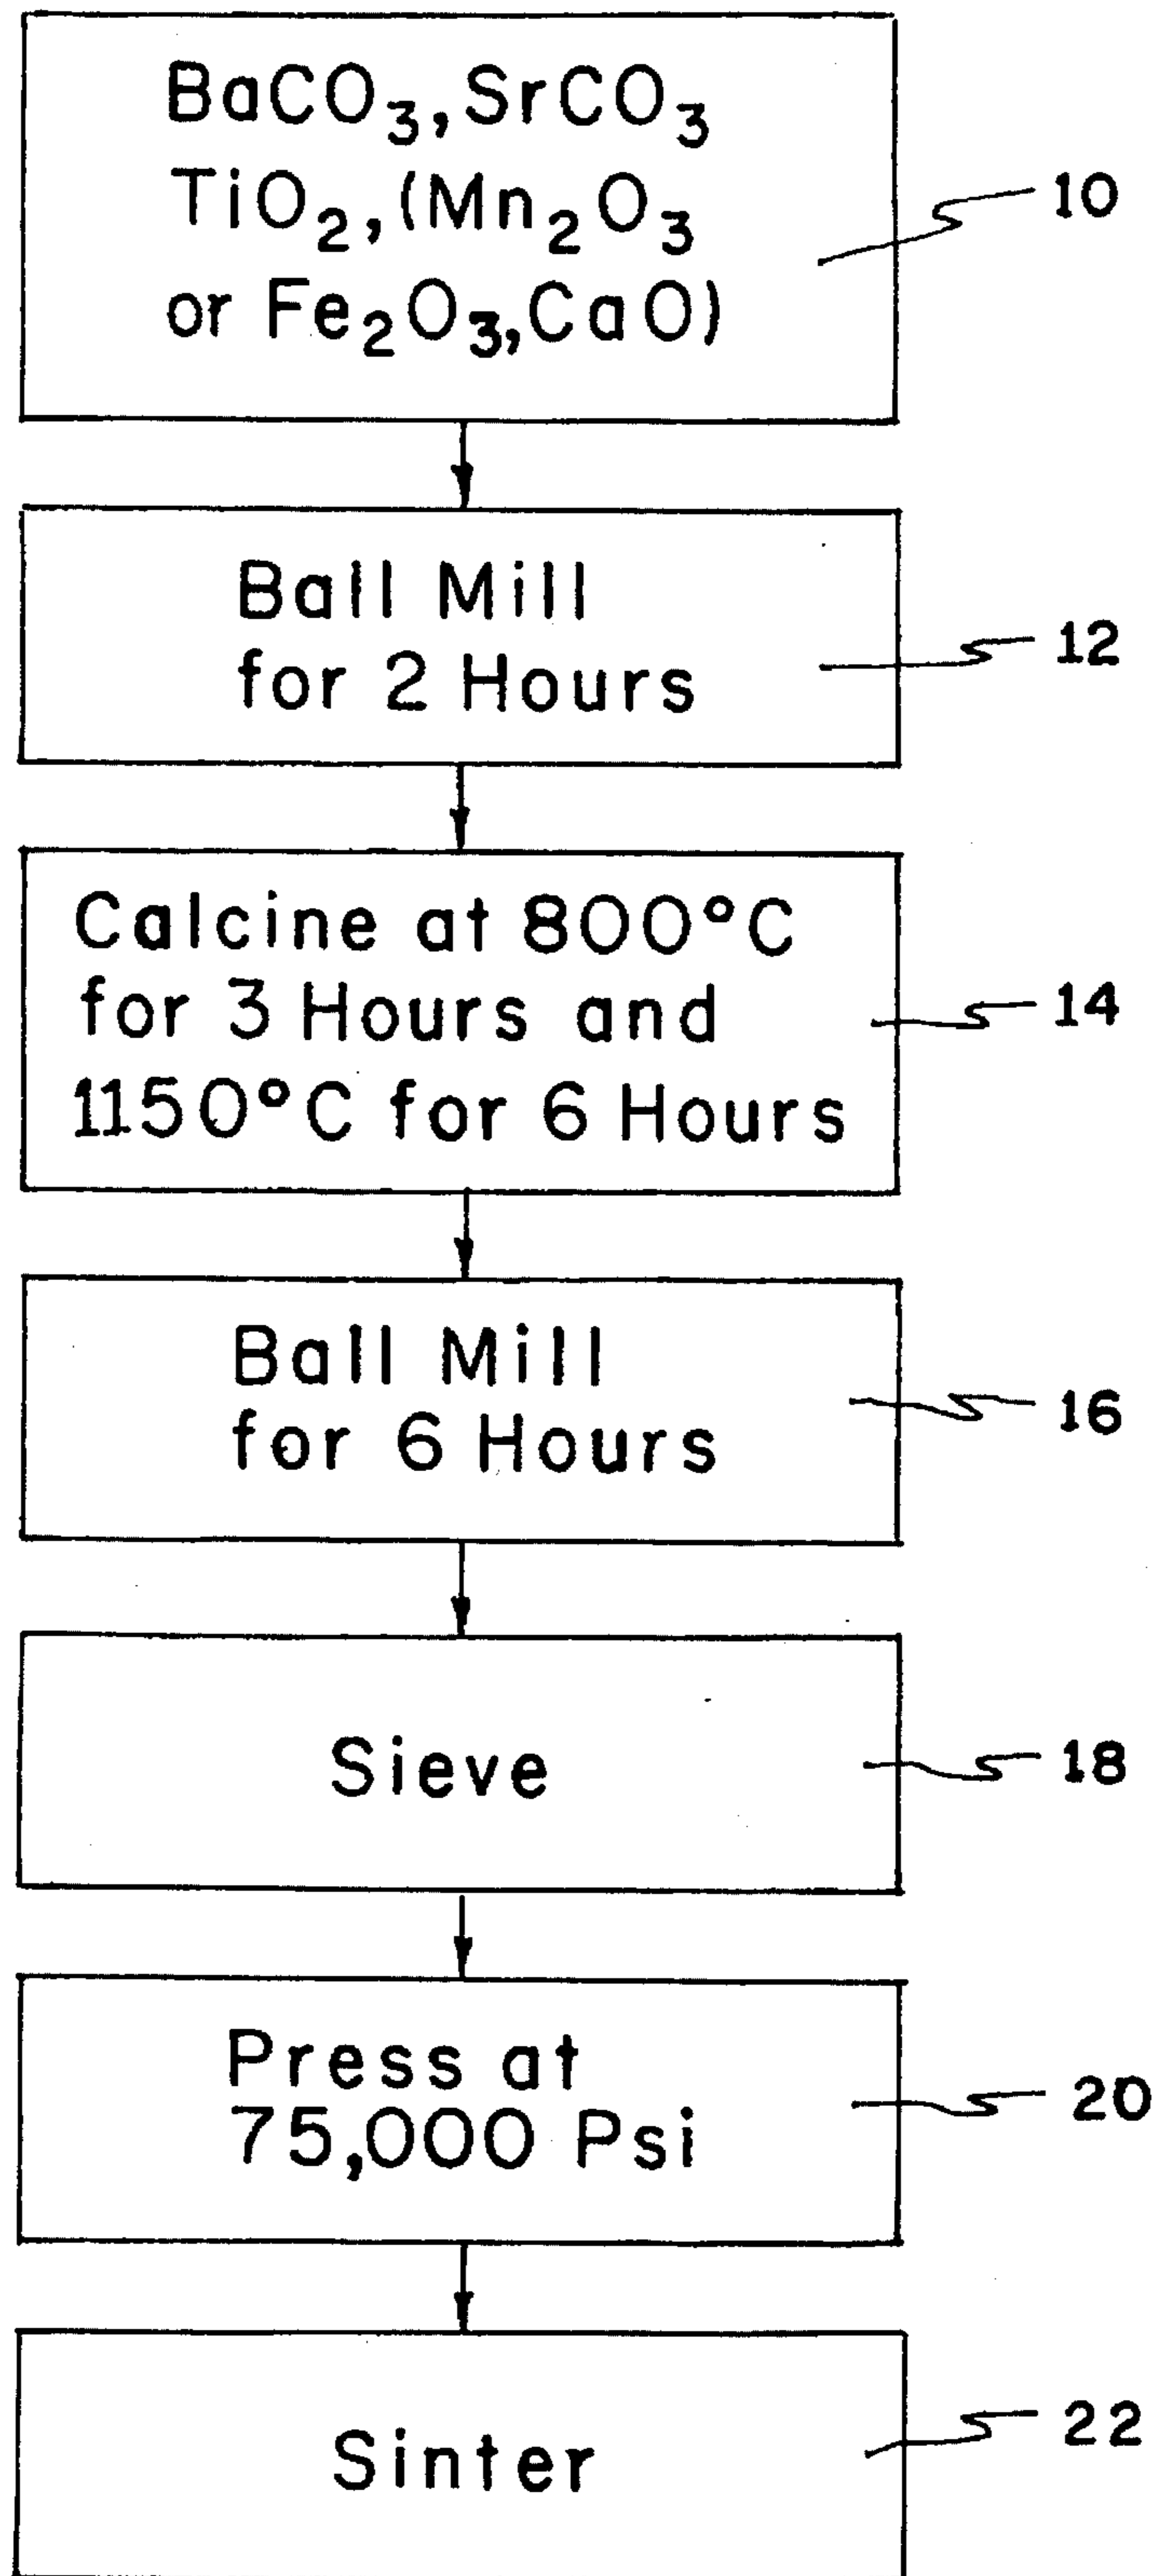 BaCO₃, SrCO₃
TiO₂, (Mn₂O₃
or Fe₂O₃, CaO)
10
Ball Mill
for 2 Hours
12
Calcine at 800°C
for 3 Hours and
1150°C for 6 Hours
14
Ball Mill
for 6 Hours
16
Sieve
18
Press at
75,000 Psi
20
Sinter
22